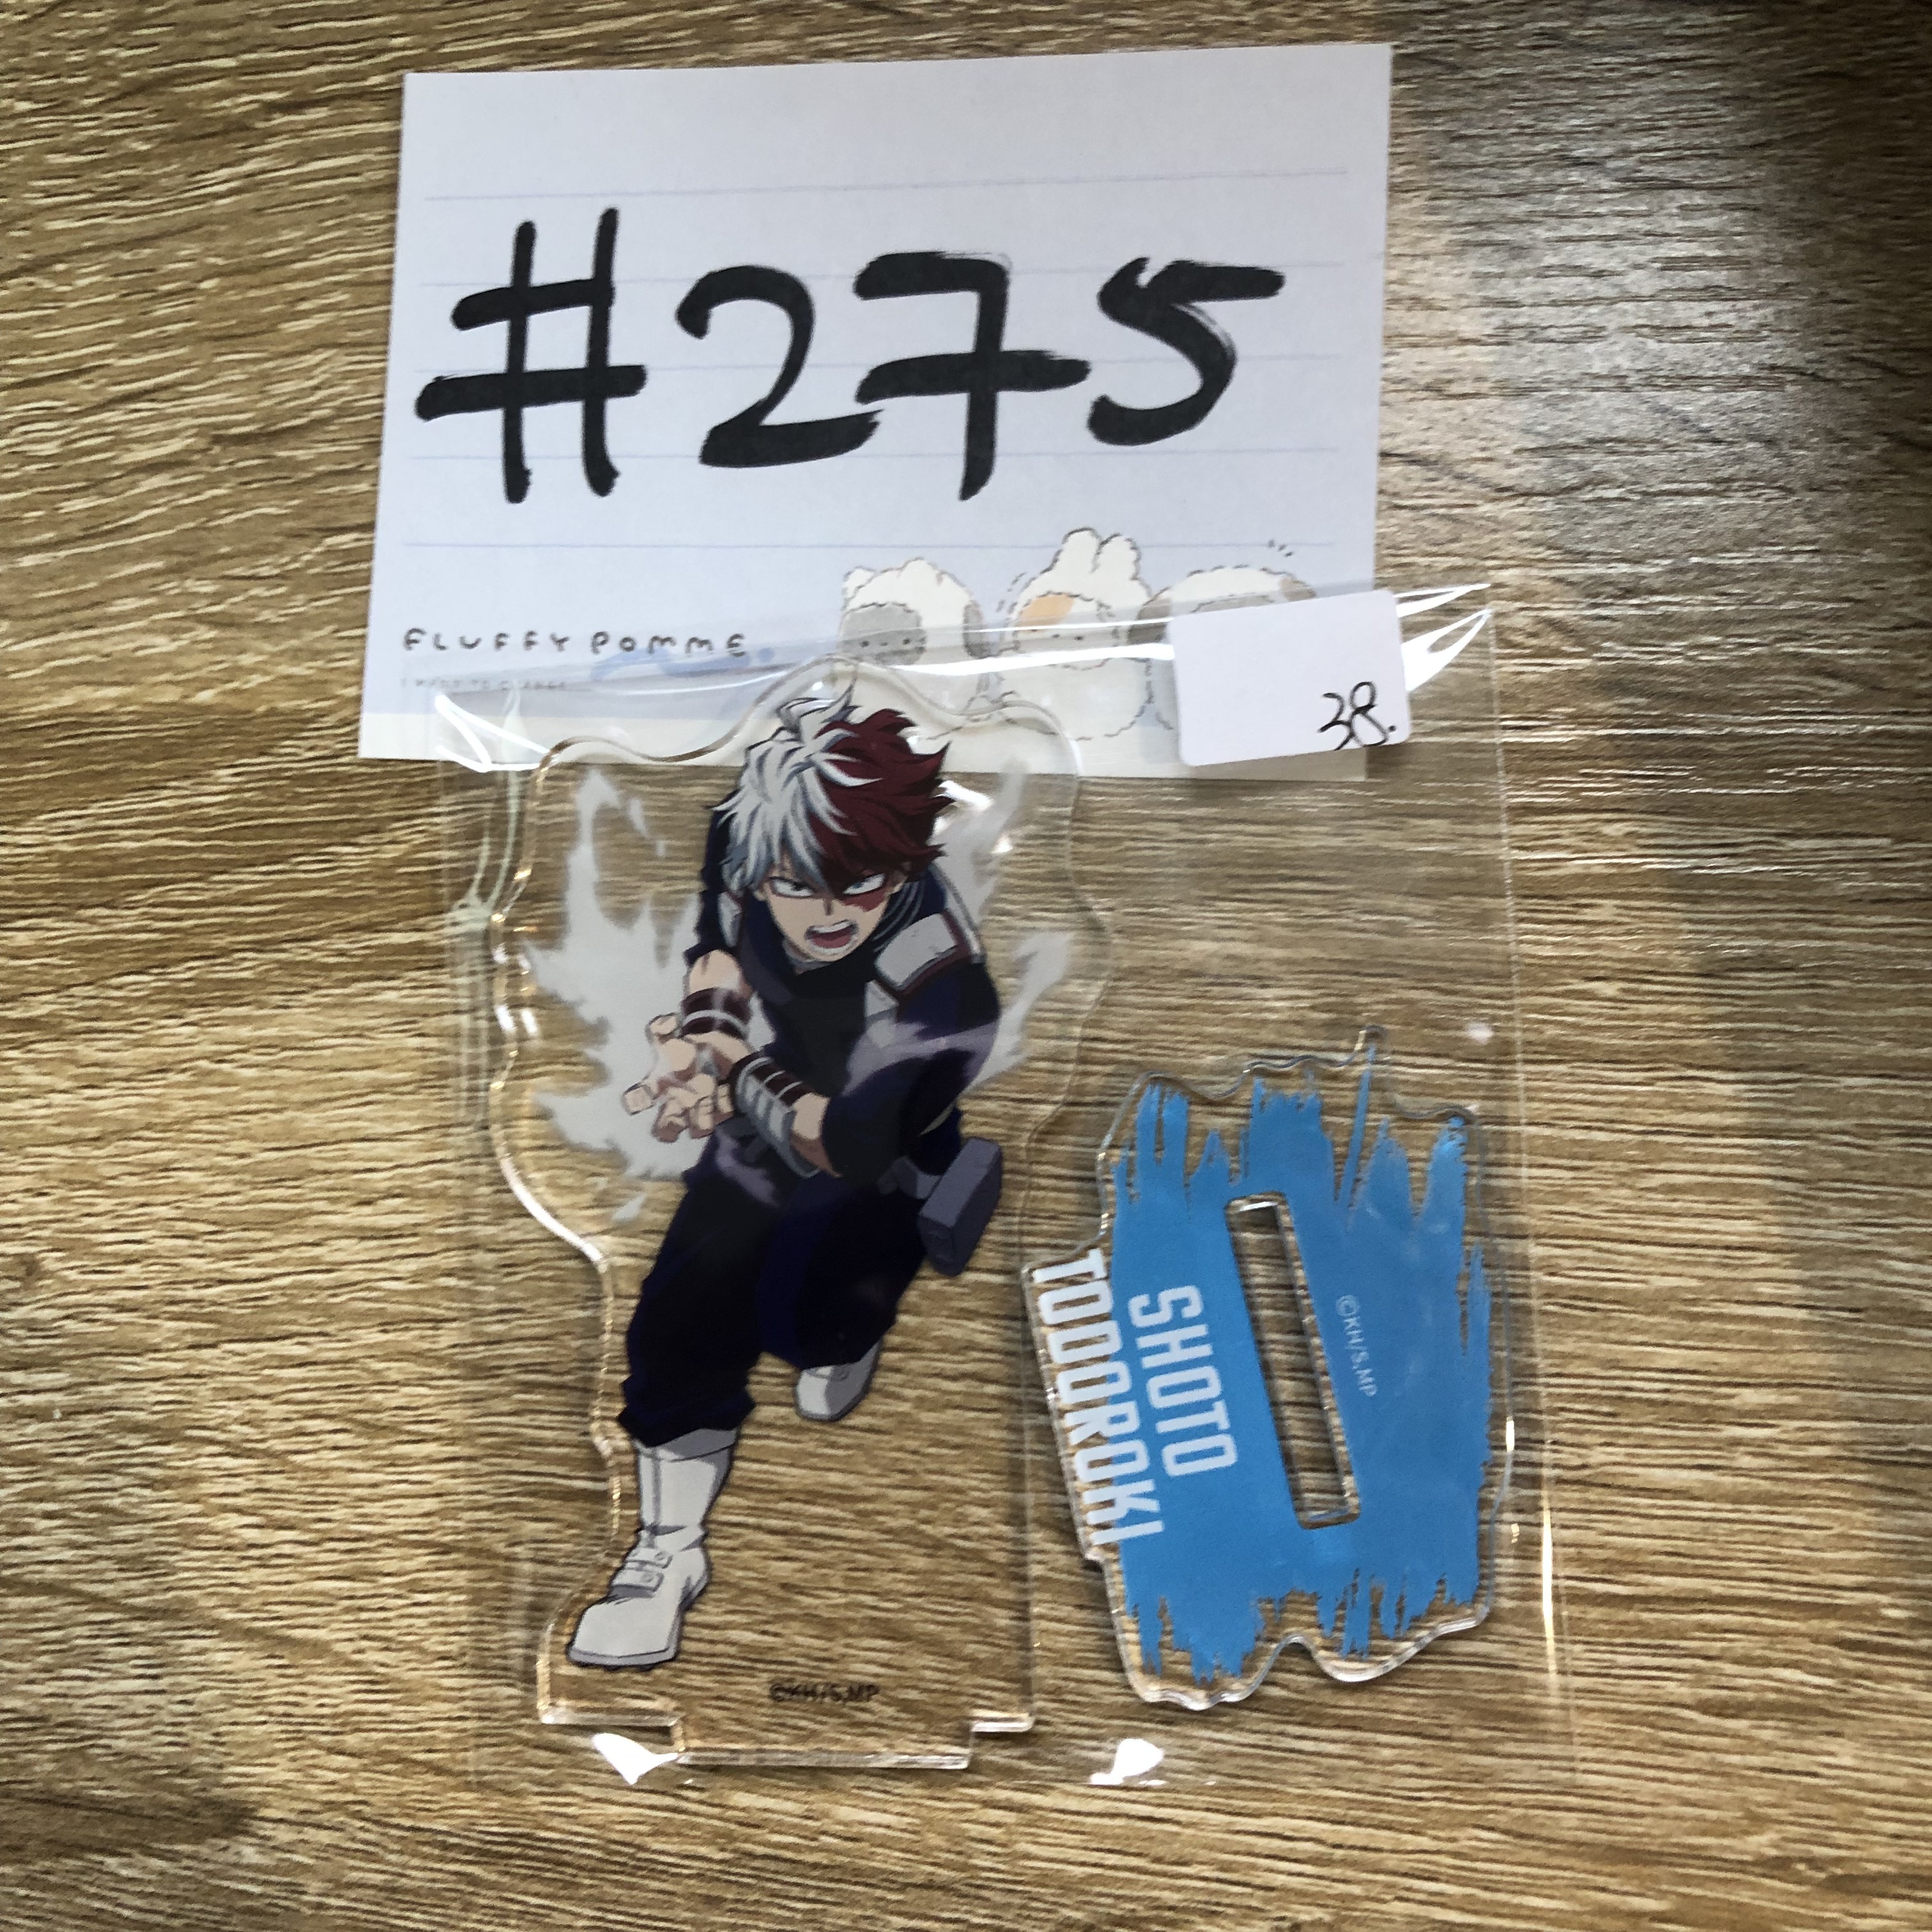 #275
FLUFFY POMME.
38.
SHOTO
TODOROKI
©KH/S,MP
©KH/S,MP